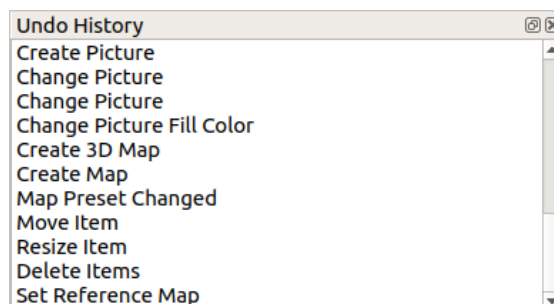 Undo History
Create Picture
Change Picture
Change Picture
Change Picture Fill Color
Create 3D Map
Create Map
Map Preset Changed
Move Item
Resize Item
Delete Items
Set Reference Map